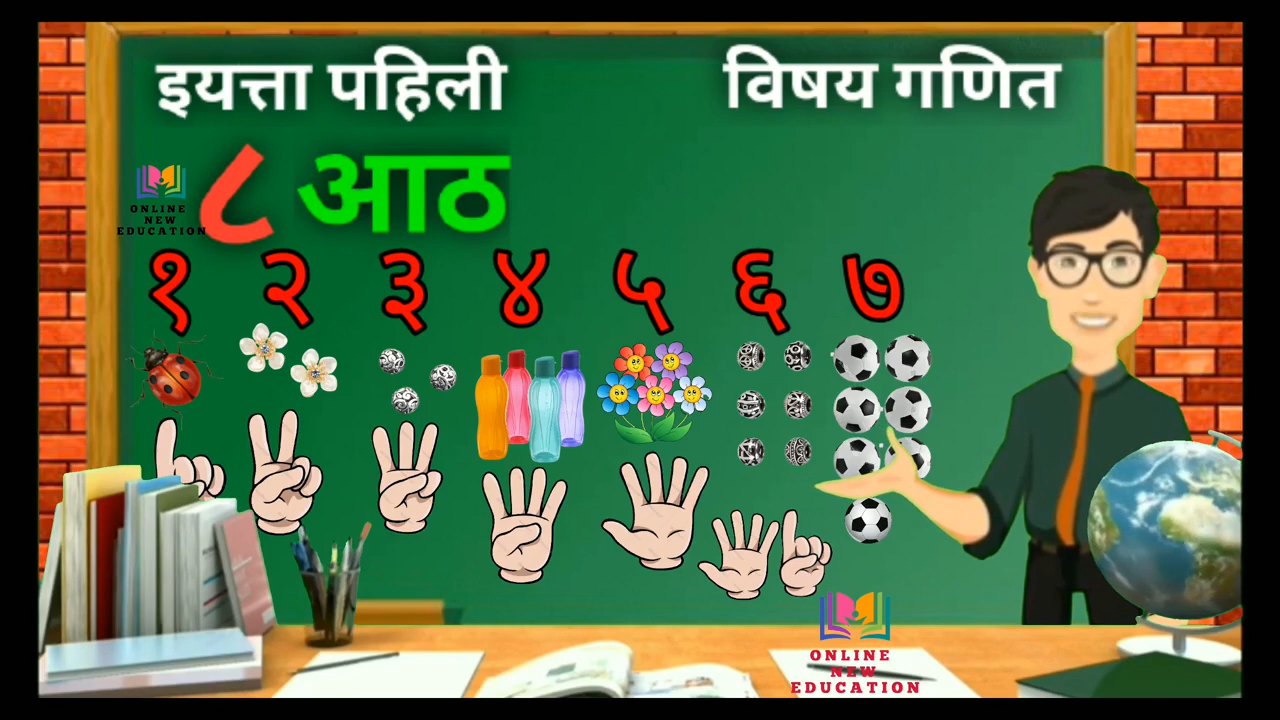 इयत्ता पहिली
विषय गणित
८ आठ
ONLINE
NEW
EDUCATION
१ २ ३ ४ ५ ६ ७
ONLINE
NEW
EDUCATION